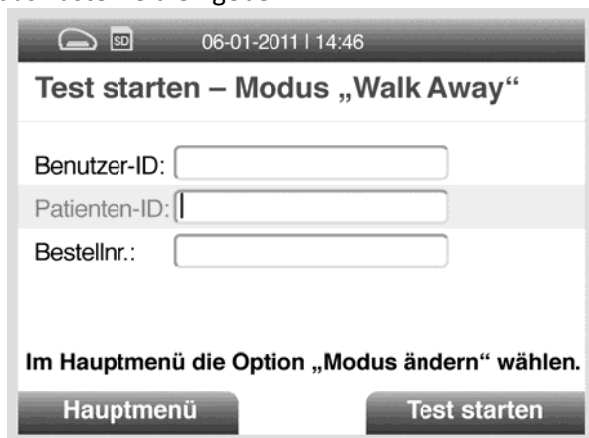 SD 06-01-2011 | 14:46
Test starten – Modus „Walk Away“
Benutzer-ID:
Patienten-ID:
Bestellnr.:
Im Hauptmenü die Option „Modus ändern“ wählen.
Hauptmenü Test starten